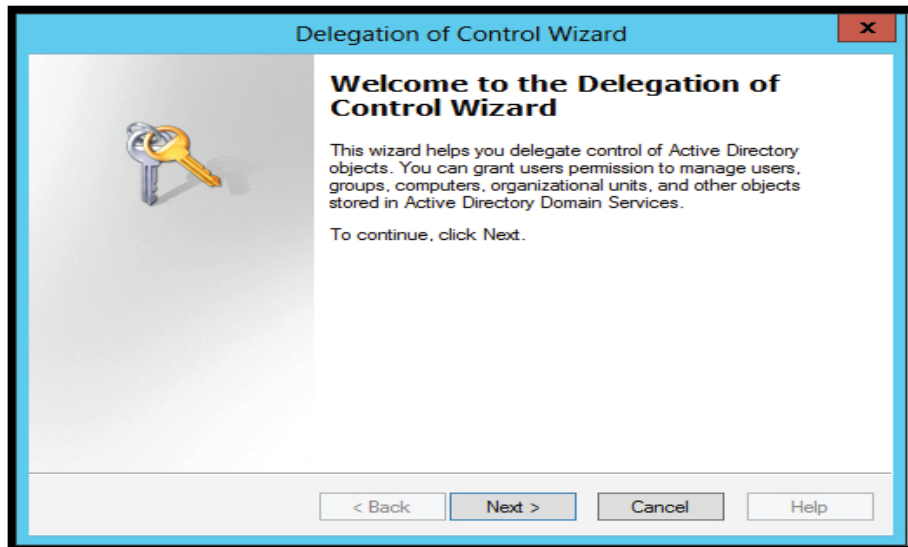 Delegation of Control Wizard
x
Welcome to the Delegation of
Control Wizard
This wizard helps you delegate control of Active Directory
objects. You can grant users permission to manage users,
groups, computers, organizational units, and other objects
stored in Active Directory Domain Services.
To continue, click Next.
< Back Next > Cancel Help